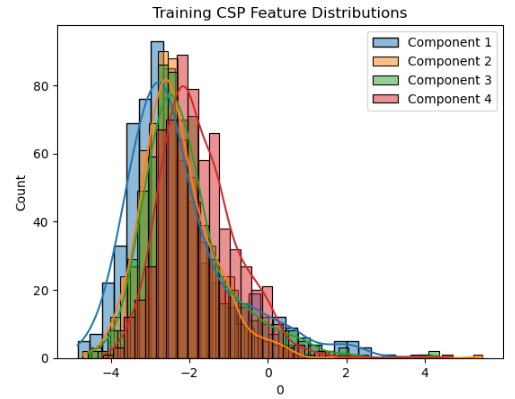 Training CSP Feature Distributions
Component 1
Component 2
Component 3
Component 4
Count
80
60
40
20
0
−4
−2
0
2
4
0